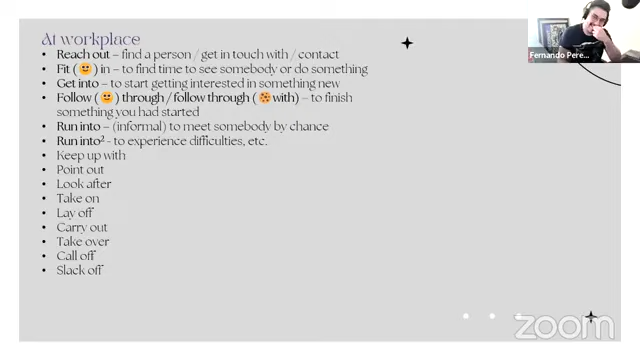 At workplace
• Reach out – find a person / get in touch with / contact
• Fit (🙂) in – to find time to see somebody or do something
• Get into – to start getting interested in something new
• Follow (🙂) through / follow through (🍪 with) – to finish
something you had started
• Run into – (informal) to meet somebody by chance
• Run into² - to experience difficulties, etc.
• Keep up with
• Point out
• Look after
• Take on
• Lay off
• Carry out
• Take over
• Call off
• Slack off
Fernando Pere...
zoom